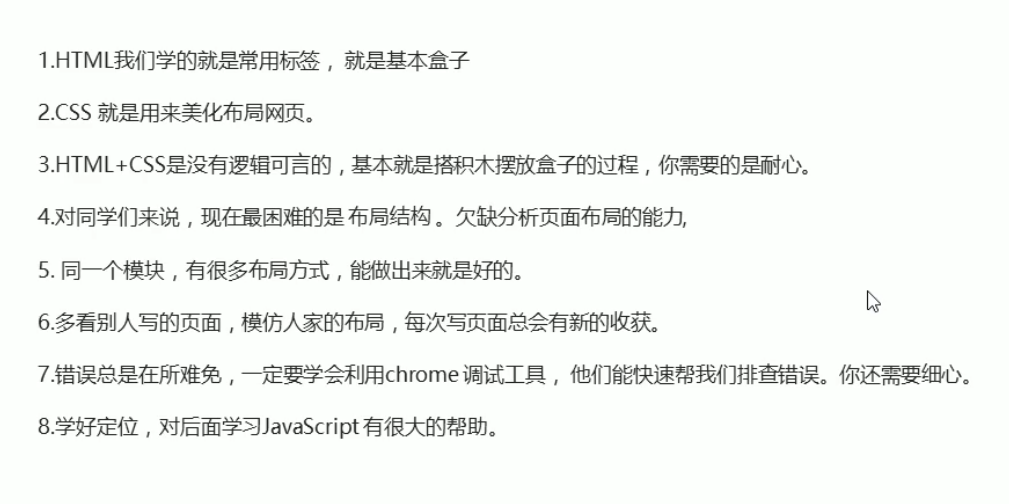 1.HTML我们学的就是常用标签，就是基本盒子
2.CSS 就是用来美化布局网页。
3.HTML+CSS是没有逻辑可言的，基本就是搭积木摆放盒子的过程，你需要的是耐心。
4.对同学们来说，现在最困难的是 布局结构 。欠缺分析页面布局的能力,
5. 同一个模块，有很多布局方式，能做出来就是好的。
6.多看别人写的页面，模仿人家的布局，每次写页面总会有新的收获。
7.错误总是在所难免，一定要学会利用chrome 调试工具， 他们能快速帮我们排查错误。你还需要细心。
8.学好定位，对后面学习JavaScript 有很大的帮助。